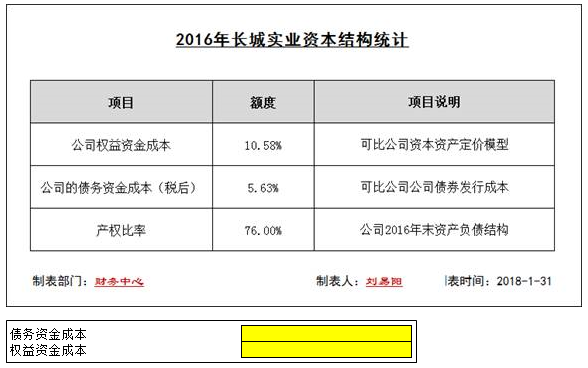 2016年长城实业资本结构统计
项目 额度 项目说明
公司权益资金成本 10.58% 可比公司资本资产定价模型
公司的债务资金成本（税后） 5.63% 可比公司公司债券发行成本
产权比率 76.00% 公司2016年末资产负债结构
制表部门：财务中心 制表人：刘思阳 表时间：2018-1-31
债务资金成本
权益资金成本